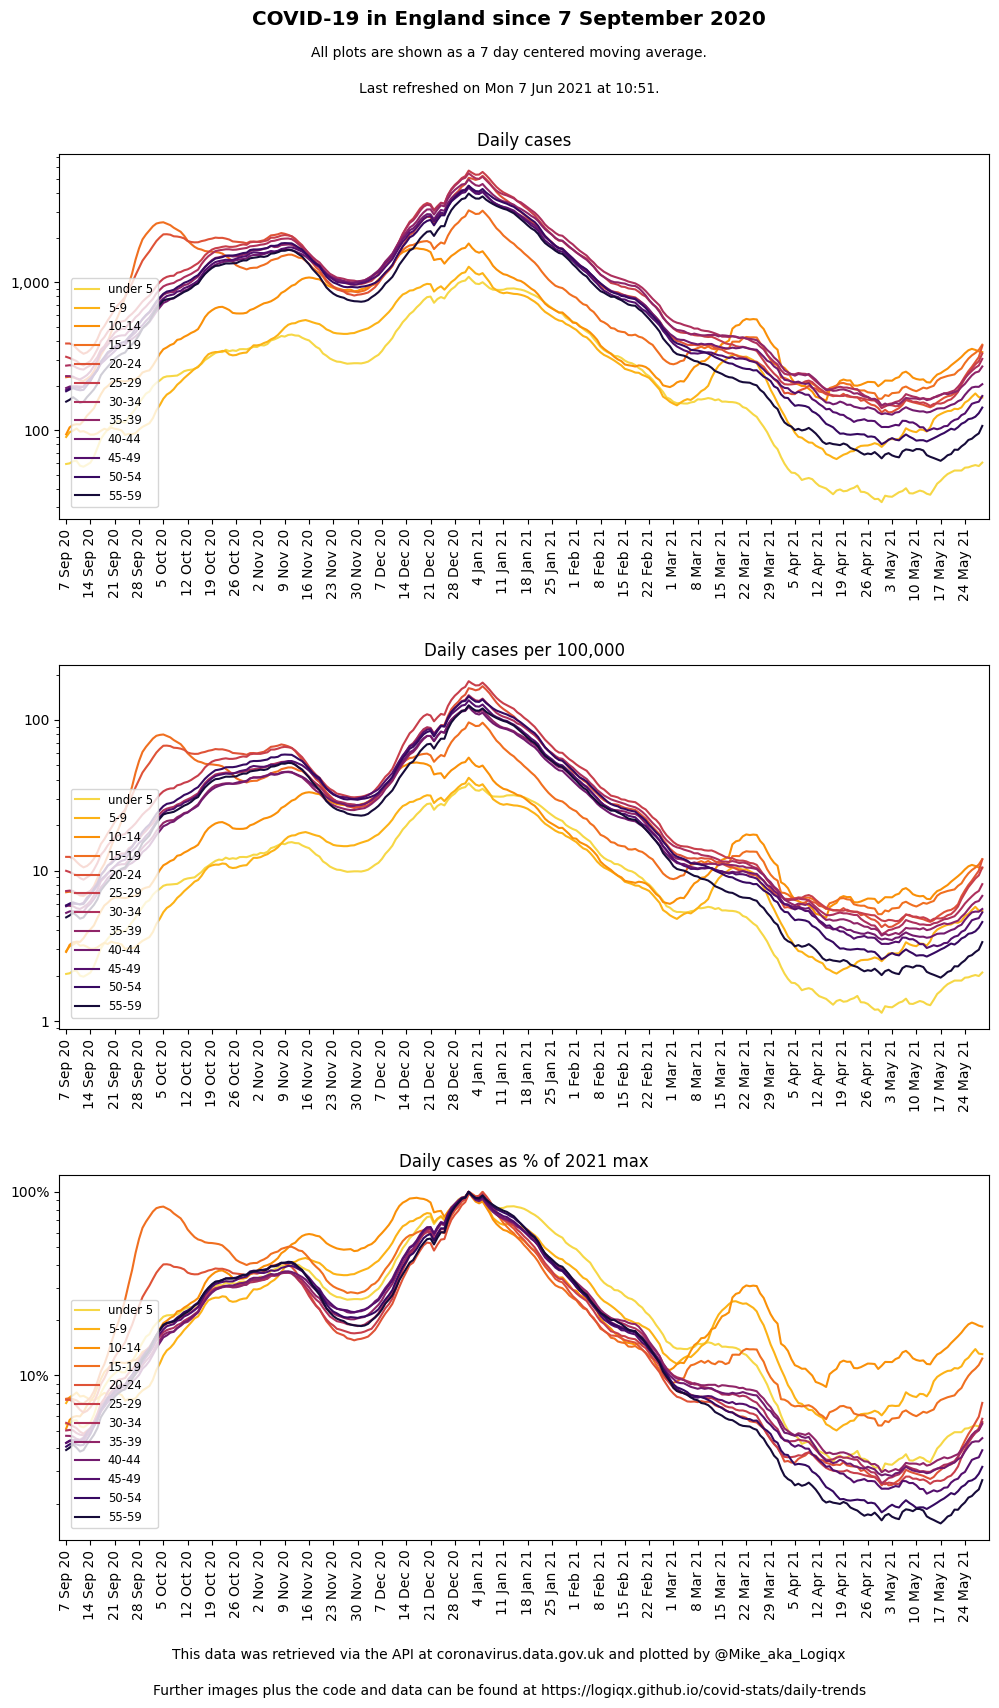 COVID-19 in England since 7 September 2020
All plots are shown as a 7 day centered moving average.
Last refreshed on Mon 7 Jun 2021 at 10:51.
Daily cases
1,000
100
under 5
5-9
10-14
15-19
20-24
25-29
30-34
35-39
40-44
45-49
50-54
55-59
7 Sep 20
14 Sep 20
21 Sep 20
28 Sep 20
5 Oct 20
12 Oct 20
19 Oct 20
26 Oct 20
2 Nov 20
9 Nov 20
16 Nov 20
23 Nov 20
30 Nov 20
7 Dec 20
14 Dec 20
21 Dec 20
28 Dec 20
4 Jan 21
11 Jan 21
18 Jan 21
25 Jan 21
1 Feb 21
8 Feb 21
15 Feb 21
22 Feb 21
1 Mar 21
8 Mar 21
15 Mar 21
22 Mar 21
29 Mar 21
5 Apr 21
12 Apr 21
19 Apr 21
26 Apr 21
3 May 21
10 May 21
17 May 21
24 May 21
Daily cases per 100,000
100
10
1
under 5
5-9
10-14
15-19
20-24
25-29
30-34
35-39
40-44
45-49
50-54
55-59
7 Sep 20
14 Sep 20
21 Sep 20
28 Sep 20
5 Oct 20
12 Oct 20
19 Oct 20
26 Oct 20
2 Nov 20
9 Nov 20
16 Nov 20
23 Nov 20
30 Nov 20
7 Dec 20
14 Dec 20
21 Dec 20
28 Dec 20
4 Jan 21
11 Jan 21
18 Jan 21
25 Jan 21
1 Feb 21
8 Feb 21
15 Feb 21
22 Feb 21
1 Mar 21
8 Mar 21
15 Mar 21
22 Mar 21
29 Mar 21
5 Apr 21
12 Apr 21
19 Apr 21
26 Apr 21
3 May 21
10 May 21
17 May 21
24 May 21
Daily cases as % of 2021 max
100%
10%
under 5
5-9
10-14
15-19
20-24
25-29
30-34
35-39
40-44
45-49
50-54
55-59
7 Sep 20
14 Sep 20
21 Sep 20
28 Sep 20
5 Oct 20
12 Oct 20
19 Oct 20
26 Oct 20
2 Nov 20
9 Nov 20
16 Nov 20
23 Nov 20
30 Nov 20
7 Dec 20
14 Dec 20
21 Dec 20
28 Dec 20
4 Jan 21
11 Jan 21
18 Jan 21
25 Jan 21
1 Feb 21
8 Feb 21
15 Feb 21
22 Feb 21
1 Mar 21
8 Mar 21
15 Mar 21
22 Mar 21
29 Mar 21
5 Apr 21
12 Apr 21
19 Apr 21
26 Apr 21
3 May 21
10 May 21
17 May 21
24 May 21
This data was retrieved via the API at coronavirus.data.gov.uk and plotted by @Mike_aka_Logiqx
Further images plus the code and data can be found at https://logiqx.github.io/covid-stats/daily-trends